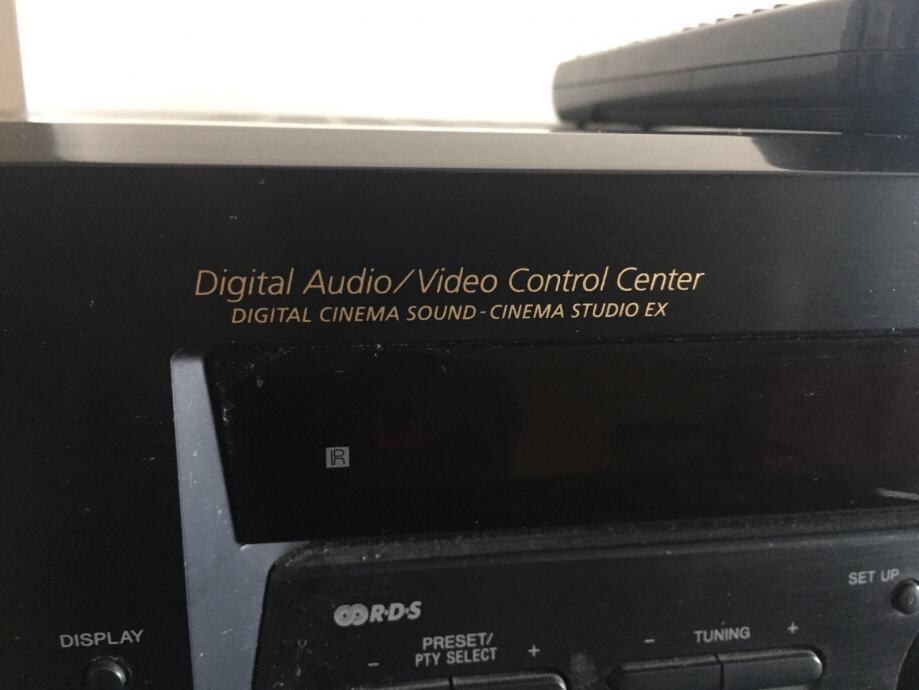 Digital Audio/Video Control Center
DIGITAL CINEMA SOUND-CINEMA STUDIO EX
IR
R·D·S
SET UP
DISPLAY
PRESET/
PTY SELECT
- +
TUNING
- +